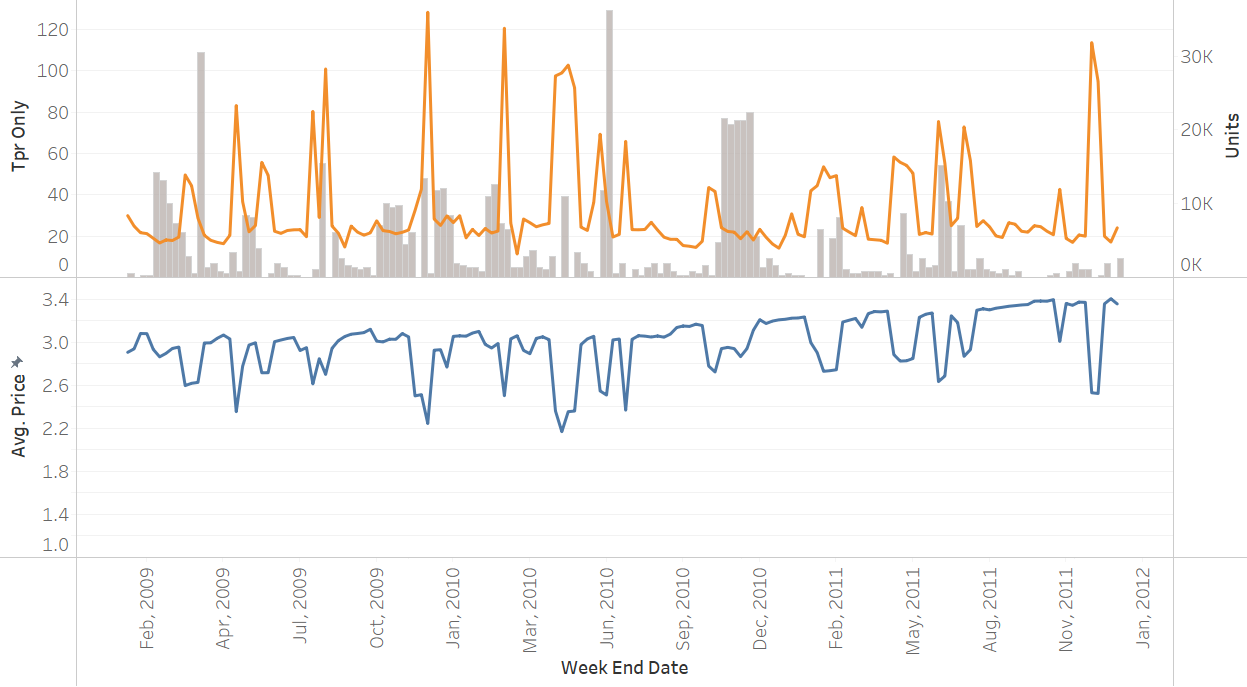 120
100
80
60
40
20
0
Tpr Only
30K
20K
10K
0K
Units
3.4
3.0
2.6
2.2
1.8
1.4
1.0
Avg. Price
Feb, 2009
Apr, 2009
Jul, 2009
Oct, 2009
Jan, 2010
Mar, 2010
Jun, 2010
Sep, 2010
Dec, 2010
Feb, 2011
May, 2011
Aug, 2011
Nov, 2011
Jan, 2012
Week End Date